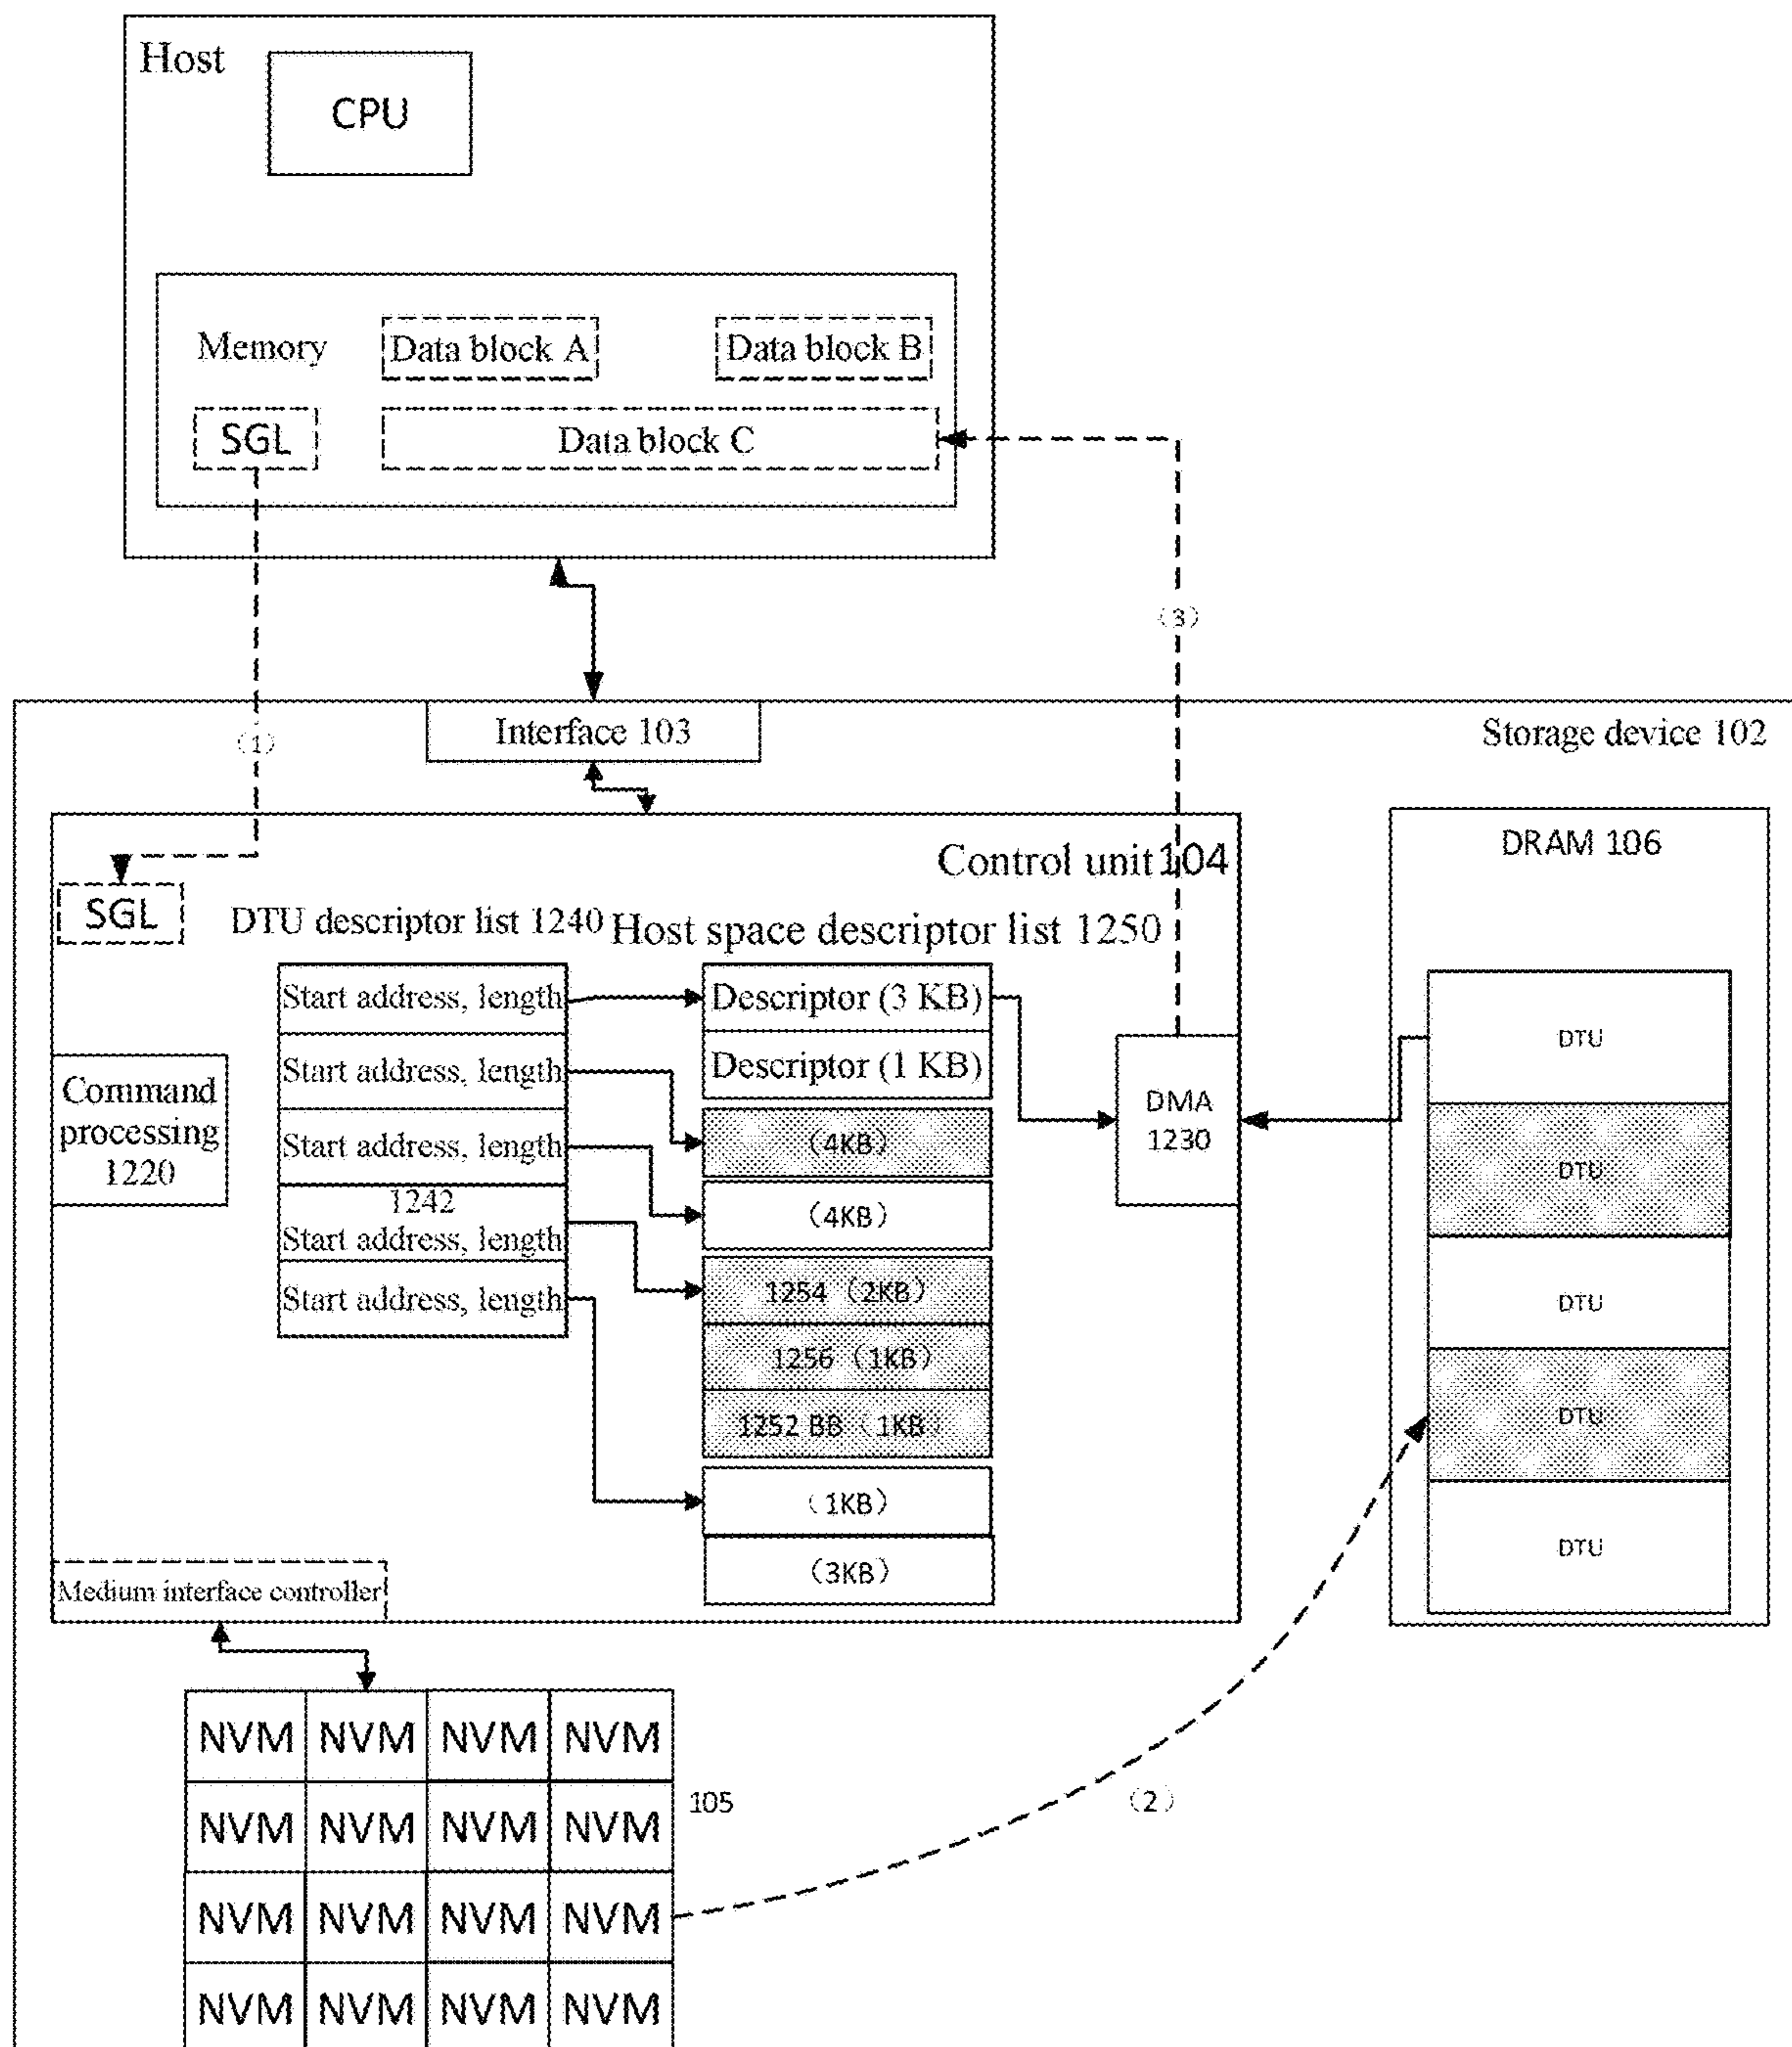 Host
CPU
Memory
Data block A
Data block B
SGL
Data block C
(3)
(1)
Interface 103
Storage device 102
Control unit 104
DRAM 106
SGL
DTU descriptor list 1240
Host space descriptor list 1250
Start address, length
Descriptor (3 KB)
DTU
Start address, length
Descriptor (1 KB)
Command
processing
1220
DMA
1230
Start address, length
(4KB)
DTU
1242
Start address, length
(4KB)
Start address, length
1254 (2KB)
DTU
1256 (1KB)
1252 BB (1KB)
DTU
(1KB)
(3KB)
DTU
Medium interface controller
NVM NVM NVM NVM
105
(2)
NVM NVM NVM NVM
NVM NVM NVM NVM
NVM NVM NVM NVM